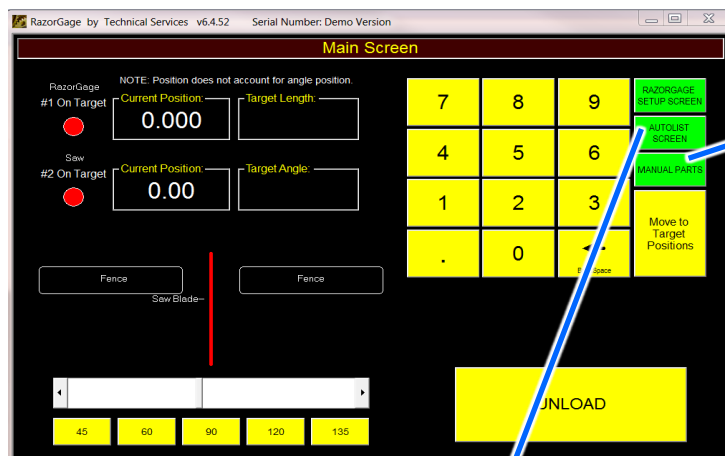 RazorGage by Technical Services v6.4.52 Serial Number: Demo Version
Main Screen
NOTE: Position does not account for angle position.
RazorGage
#1 On Target
Current Position:
0.000
Target Length:
Saw
#2 On Target
Current Position:
0.00
Target Angle:
7
8
9
4
5
6
1
2
3
.
0
Space
RAZORGAGE
SETUP SCREEN
AUTOLIST
SCREEN
MANUAL PARTS
Move to
Target
Positions
Fence
Fence
Saw Blade
45
60
90
120
135
UNLOAD